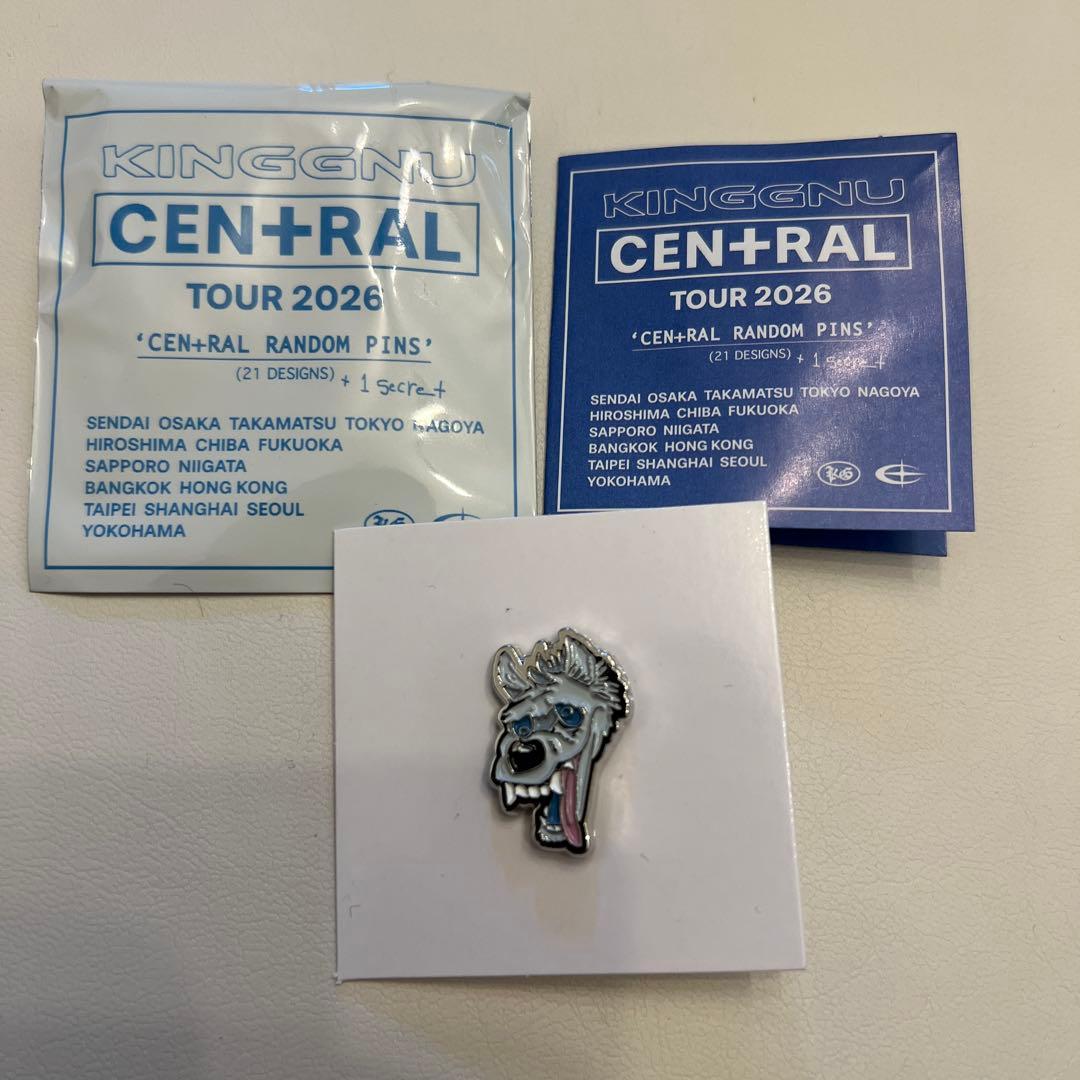 KINGGNU
CEN+RAL
TOUR 2026
'CEN+RAL RANDOM PINS'
(21 DESIGNS) + 1 secret
SENDAI OSAKA TAKAMATSU TOKYO NAGOYA
HIROSHIMA CHIBA FUKUOKA
SAPPORO NIIGATA
BANGKOK HONG KONG
TAIPEI SHANGHAI SEOUL
YOKOHAMA
KINGGNU
CEN+RAL
TOUR 2026
'CEN+RAL RANDOM PINS'
(21 DESIGNS) + 1 secret
SENDAI OSAKA TAKAMATSU TOKYO NAGOYA
HIROSHIMA CHIBA FUKUOKA
SAPPORO NIIGATA
BANGKOK HONG KONG
TAIPEI SHANGHAI SEOUL
YOKOHAMA